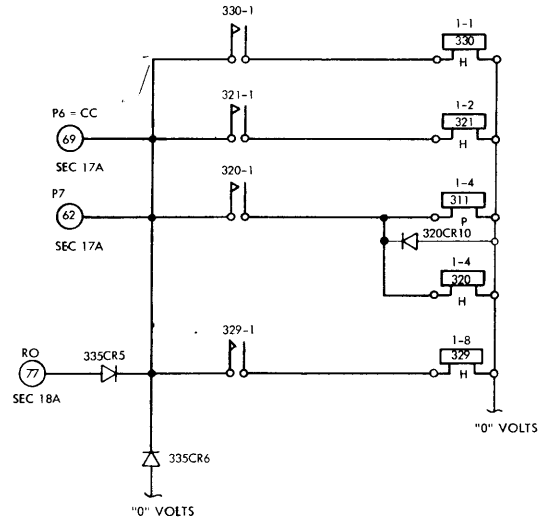 330-1
1-1
330
H
P6 = CC
69
SEC 17A
321-1
1-2
321
H
P7
62
SEC 17A
320-1
1-4
311
P
320CR10
1-4
320
H
RO
77
SEC 18A
335CR5
329-1
1-8
329
H
"0" VOLTS
335CR6
"0" VOLTS